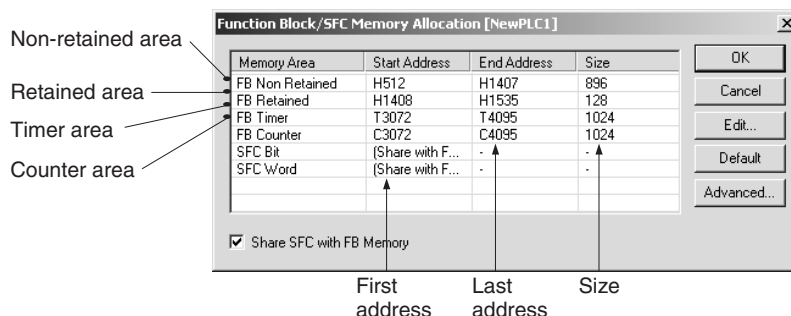 Function Block/SFC Memory Allocation [NewPLC1]
Non-retained area
Retained area
Timer area
Counter area
Memory Area Start Address End Address Size
FB Non Retained H512 H1407 896
FB Retained H1408 H1535 128
FB Timer T3072 T4095 1024
FB Counter C3072 C4095 1024
SFC Bit (Share with F... - -
SFC Word (Share with F... - -
OK
Cancel
Edit...
Default
Advanced...
Share SFC with FB Memory
First address
Last address
Size